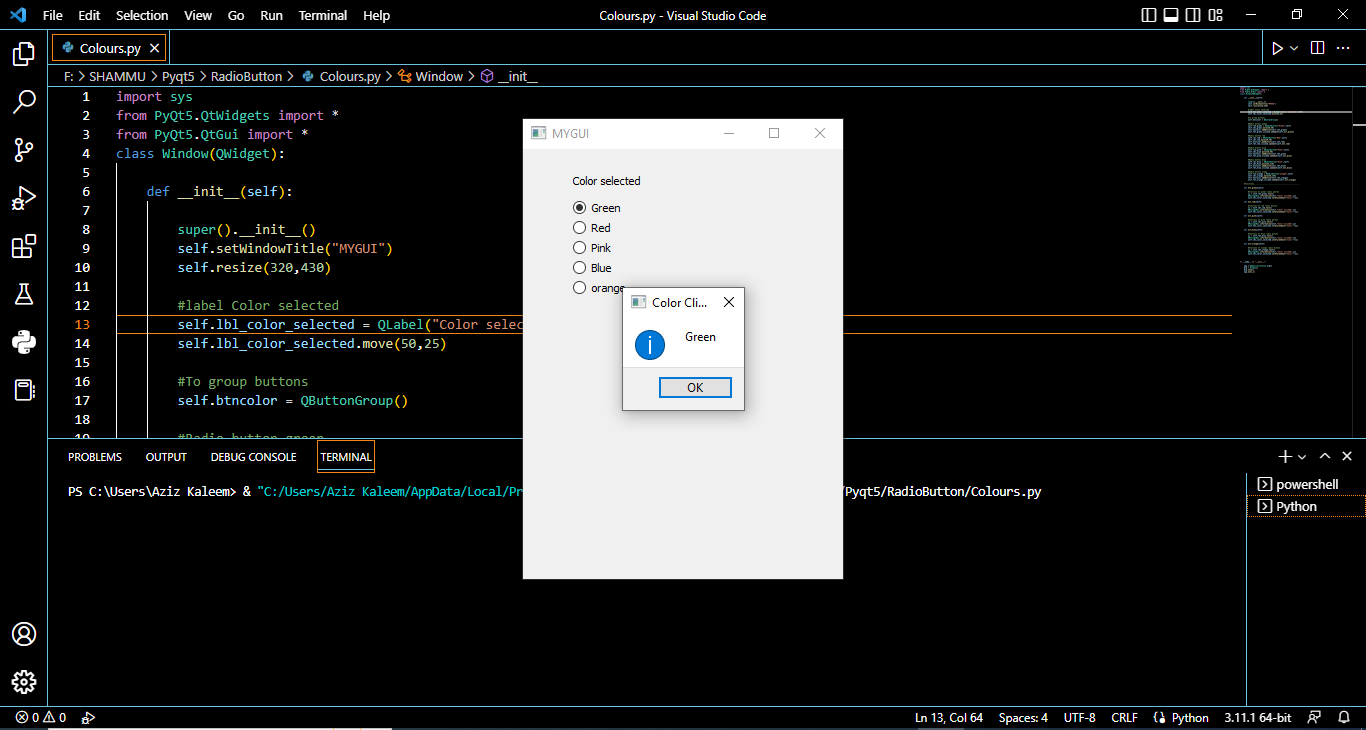 File Edit Selection View Go Run Terminal Help
Colours.py - Visual Studio Code
Colours.py
F: > SHAMMU > Pyqt5 > RadioButton > Colours.py > Window > __init__
1 import sys
2 from PyQt5.QtWidgets import *
3 from PyQt5.QtGui import *
4 class Window(QWidget):
5
6 def __init__(self):
7
8 super().__init__()
9 self.setWindowTitle("MYGUI")
10 self.resize(320,430)
11
12 #label Color selected
13 self.lbl_color_selected = QLabel("Color selec
14 self.lbl_color_selected.move(50,25)
15
16 #To group buttons
17 self.btncolor = QButtonGroup()
18
19 #Radio button green
MYGUI
Color selected
Green
Red
Pink
Blue
orange
Color Cli...
Green
OK
PROBLEMS OUTPUT DEBUG CONSOLE TERMINAL
PS C:\Users\Aziz Kaleem> & "C:/Users/Aziz Kaleem/AppData/Local/Pr
/Pyqt5/RadioButton/Colours.py
powershell
Python
0 0
Ln 13, Col 64 Spaces: 4 UTF-8 CRLF Python 3.11.1 64-bit